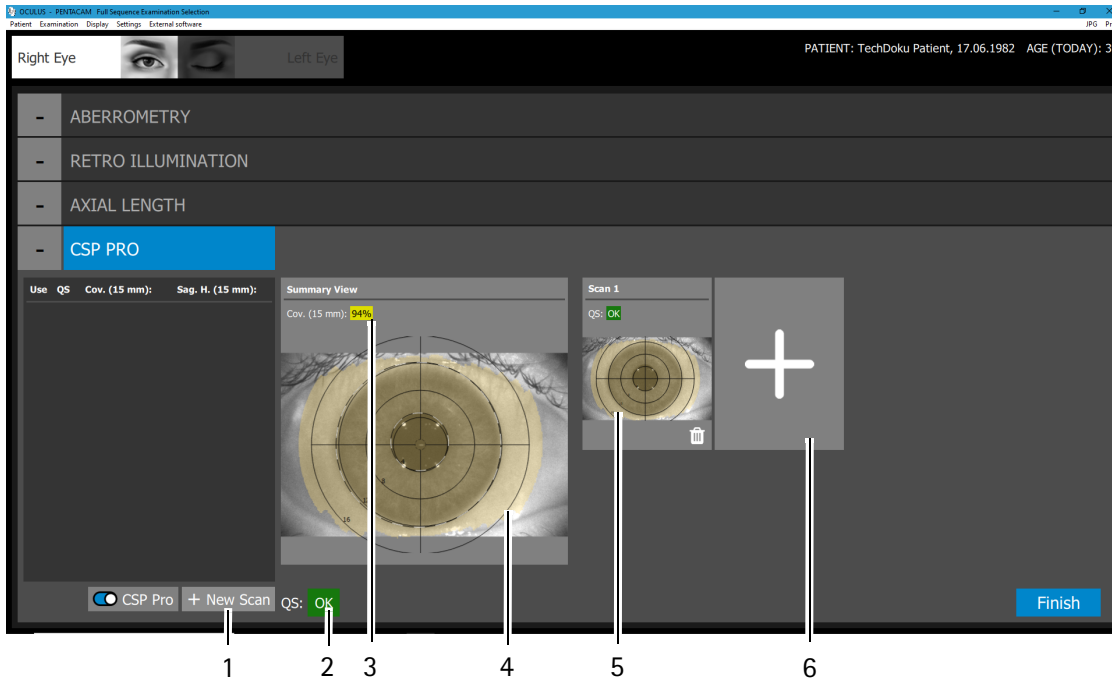 OCULUS - PENTACAM Full Sequence Examination Selection
Patient Examination Display Settings External software JPG Pr
Right Eye Left Eye PATIENT: TechDoku Patient, 17.06.1982 AGE (TODAY): 3
- ABERROMETRY
- RETRO ILLUMINATION
- AXIAL LENGTH
- CSP PRO
Use QS Cov. (15 mm): Sag. H. (15 mm):
Summary View
Cov. (15 mm): 94%
8
16
Scan 1
QS: OK
CSP Pro + New Scan QS: OK Finish
1 2 3 4 5 6